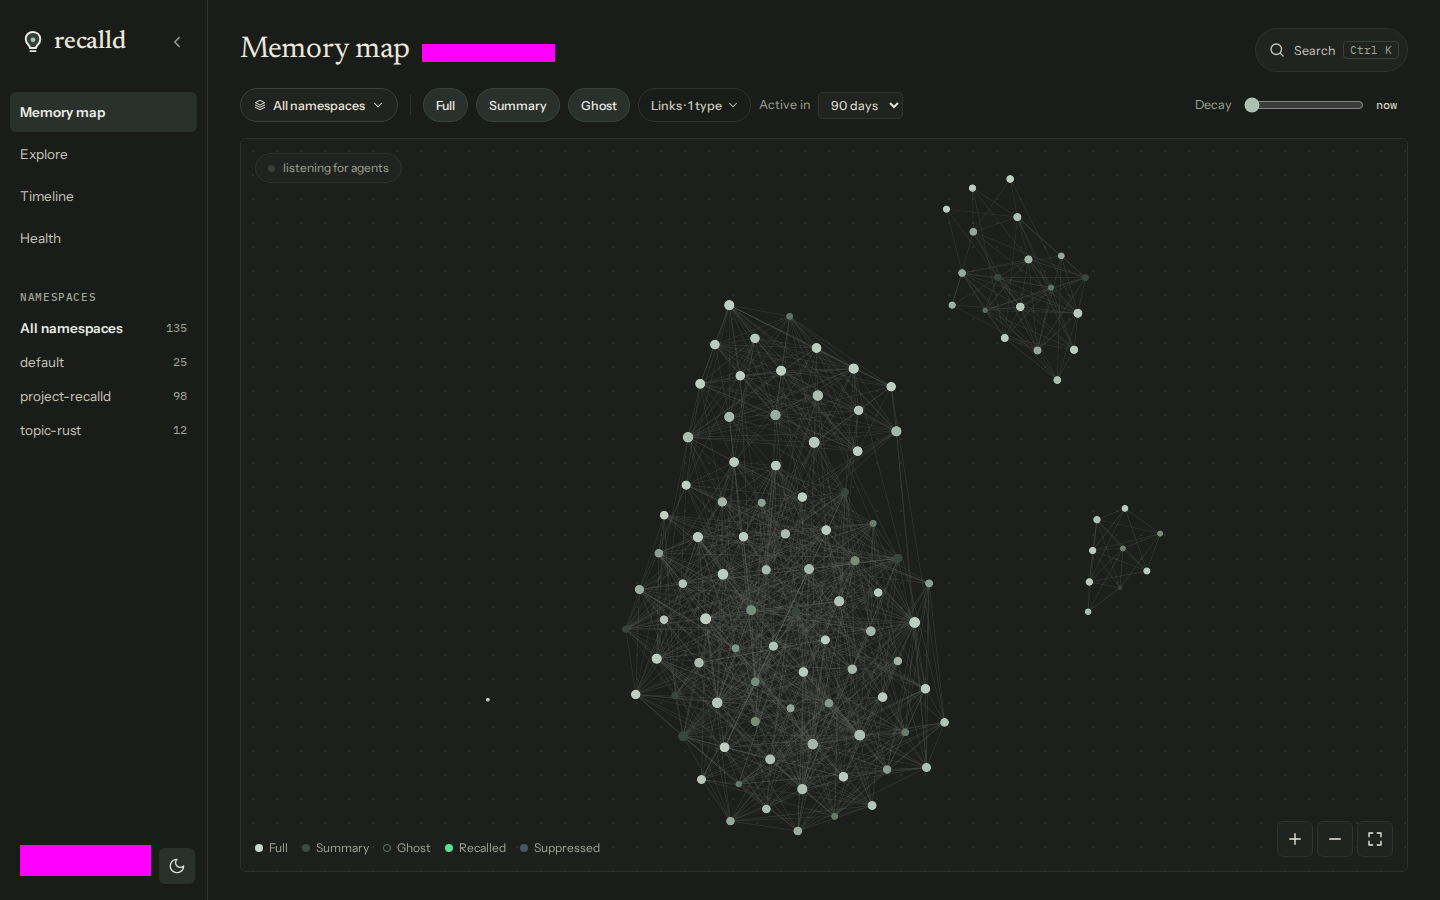 recalld
Memory map
Search Ctrl K
All namespaces Full Summary Ghost Links·1 type Active in 90 days Decay now
Memory map
Explore
Timeline
Health
NAMESPACES
All namespaces 135
default 25
project-recalld 98
topic-rust 12
listening for agents
Full Summary Ghost Recalled Suppressed